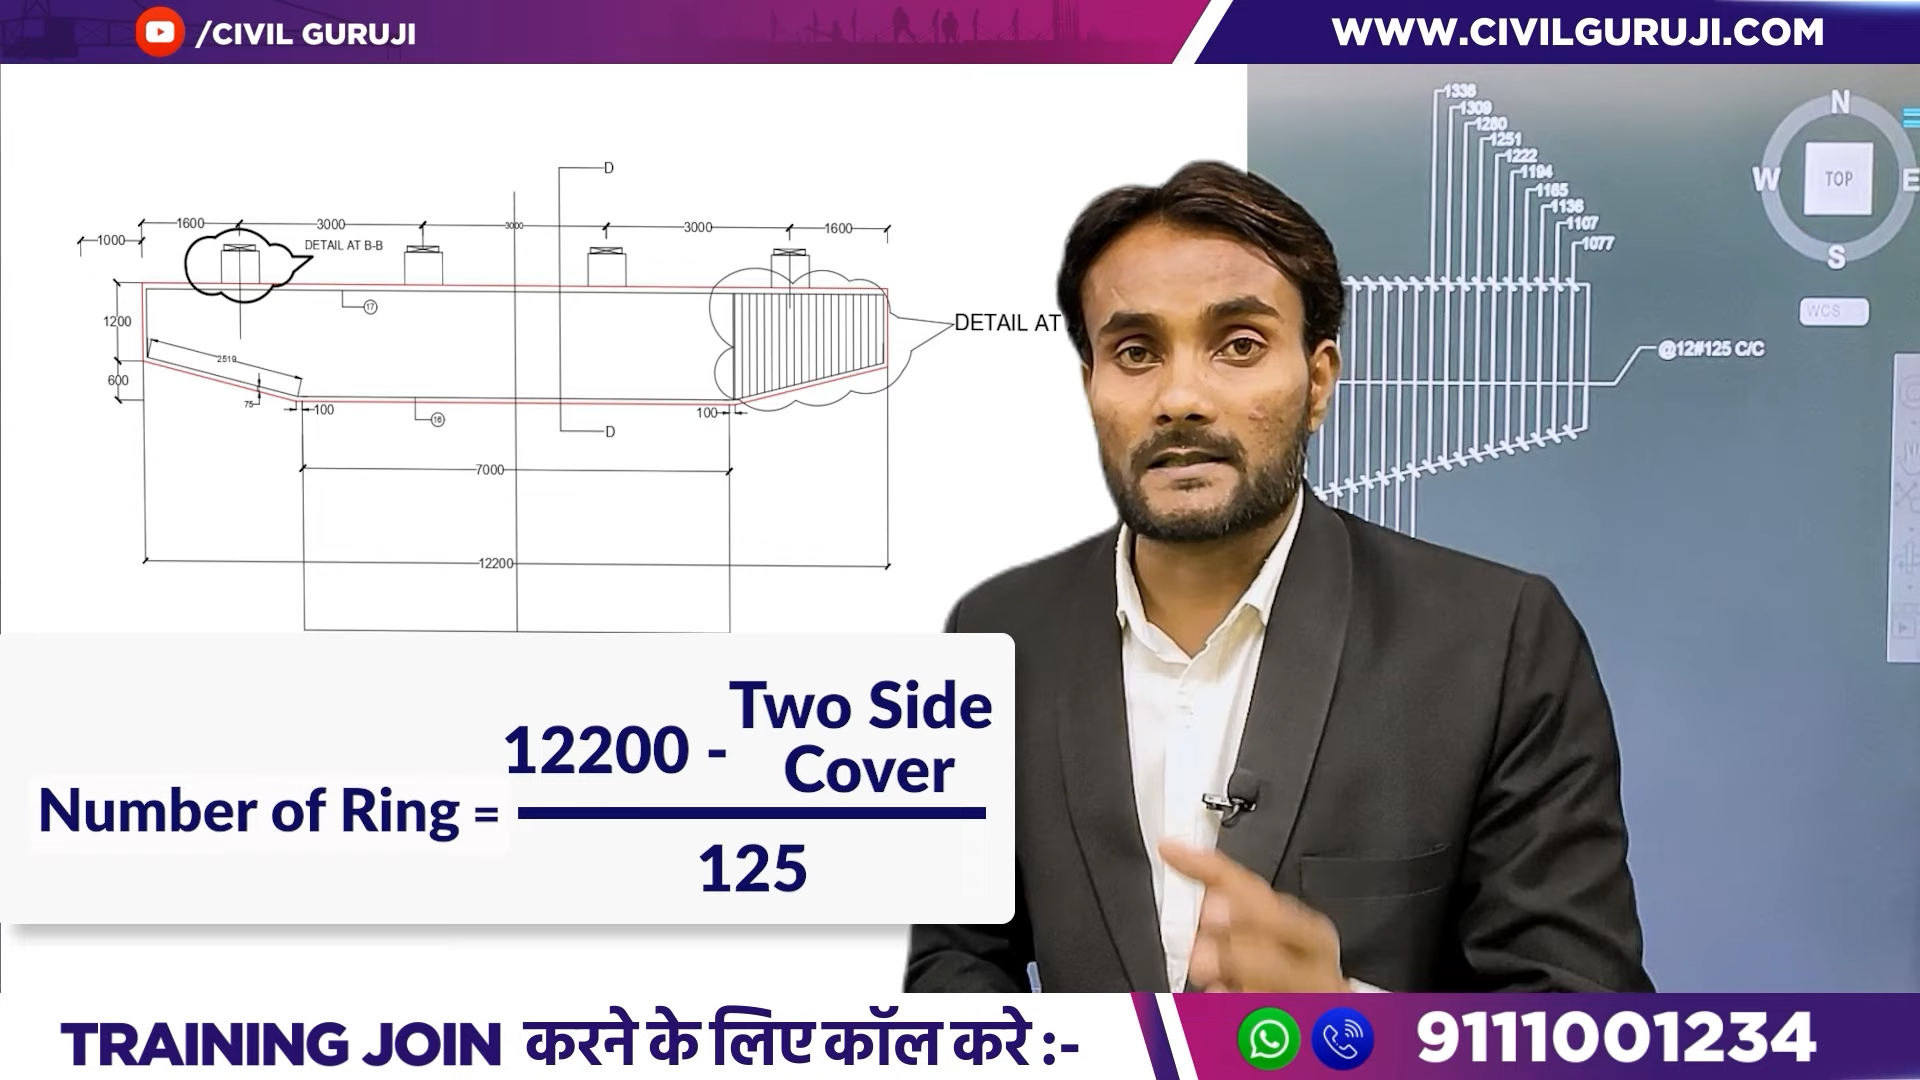 /CIVIL GURUJI
WWW.CIVILGURUJI.COM
1338
1309
1280
1251
1222
1194
1165
1136
1107
1077
N
W
TOP
E
S
WCS
@12#125 C/C
D
1600
3000
3000
3000
1600
1000
DETAIL AT B-B
17
1200
DETAIL AT
2519
600
75
100
16
100
D
7000
12200
Number of Ring = 12200 - Two Side Cover
125
TRAINING JOIN करने के लिए कॉल करे :-
9111001234